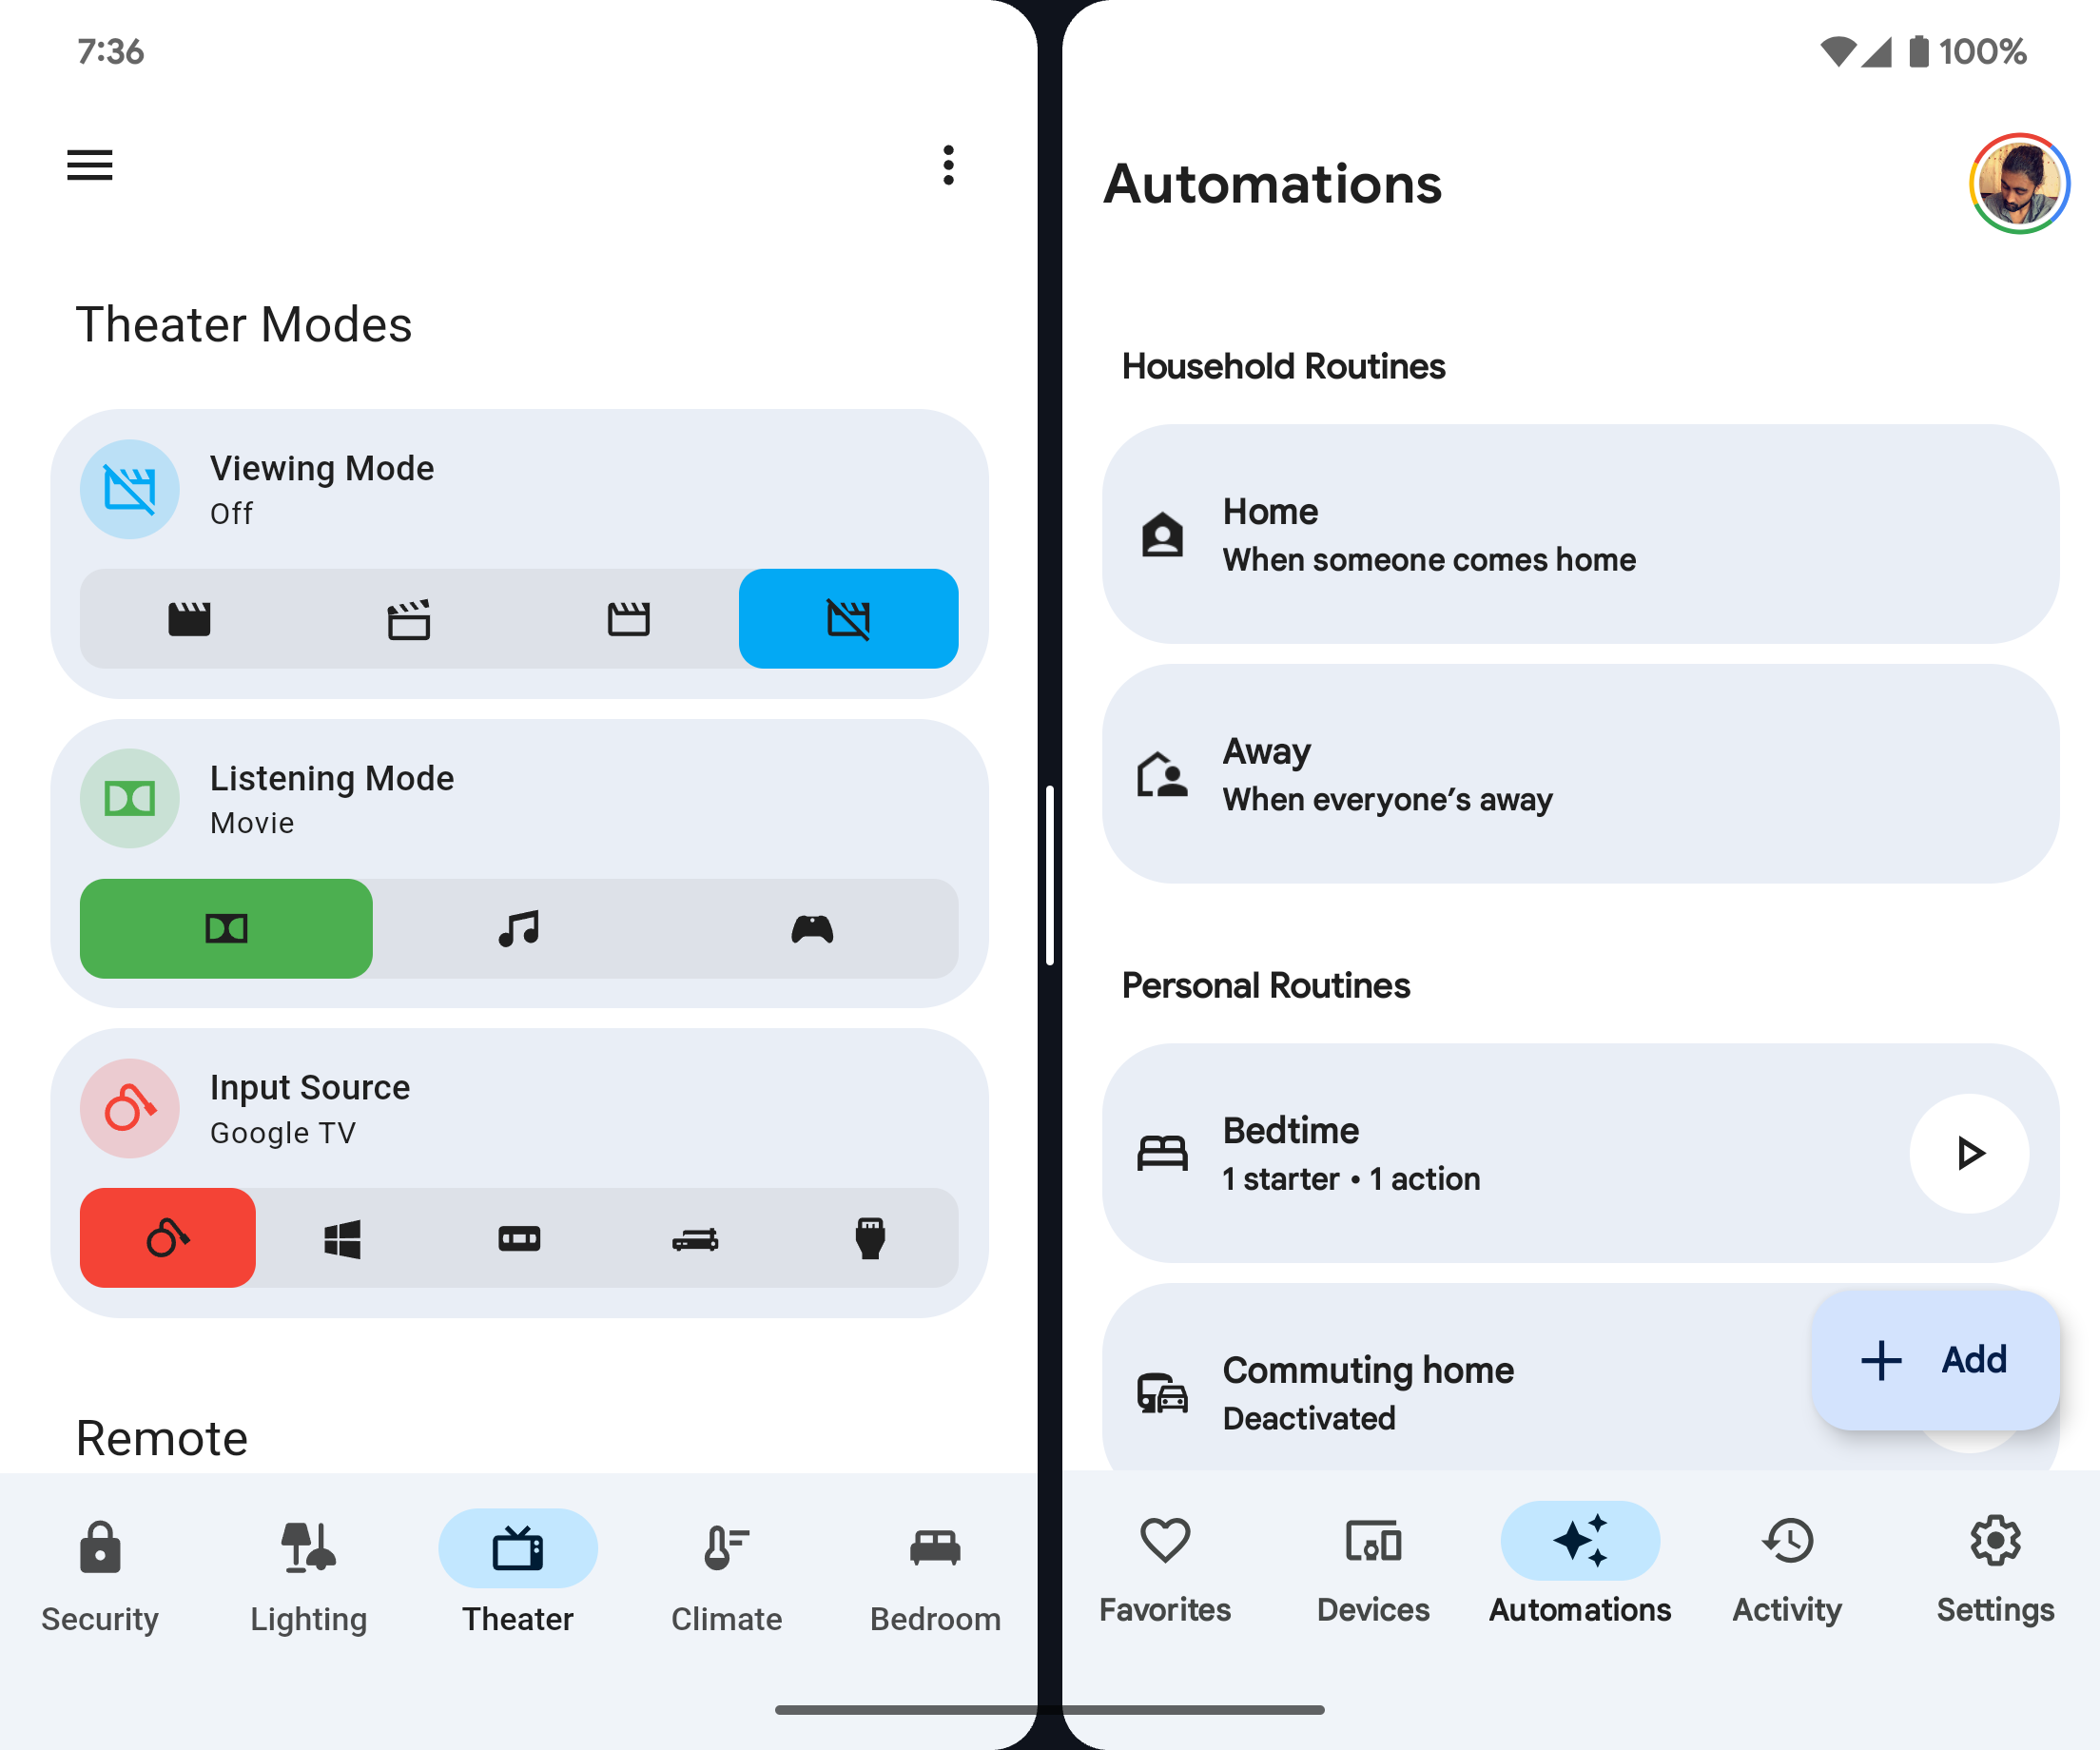 7:36
Theater Modes
Viewing Mode
Off
Listening Mode
Movie
Input Source
Google TV
Remote
Security
Lighting
Theater
Climate
Bedroom
100%
Automations
Household Routines
Home
When someone comes home
Away
When everyone’s away
Personal Routines
Bedtime
1 starter • 1 action
Commuting home
Deactivated
Add
Favorites
Devices
Automations
Activity
Settings